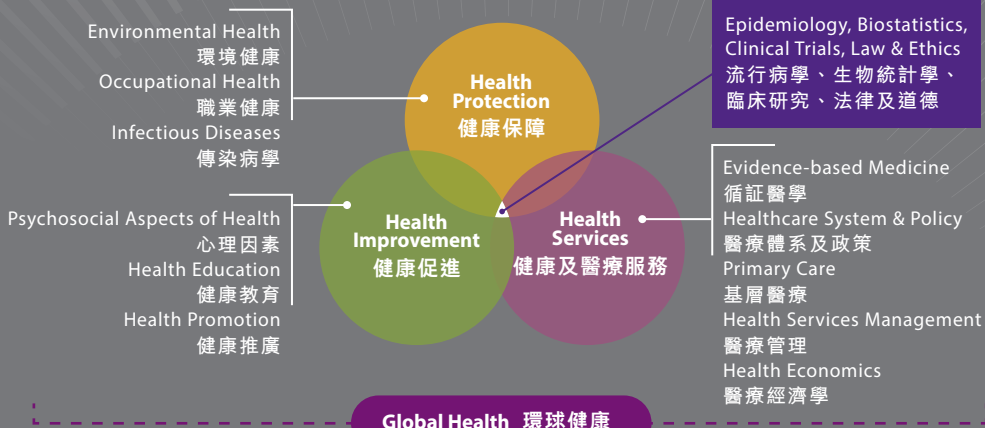 Environmental Health
環境健康
Occupational Health
職業健康
Infectious Diseases
傳染病學
Health
Protection
健康保障
Epidemiology, Biostatistics,
Clinical Trials, Law & Ethics
流行病學、生物統計學、
臨床研究、法律及道德
Psychosocial Aspects of Health
心理因素
Health Education
健康教育
Health Promotion
健康推廣
Health
Improvement
健康促進
Health
Services
健康及醫療服務
Evidence-based Medicine
循証醫學
Healthcare System & Policy
醫療體系及政策
Primary Care
基層醫療
Health Services Management
醫療管理
Health Economics
醫療經濟學
Global Health 環球健康